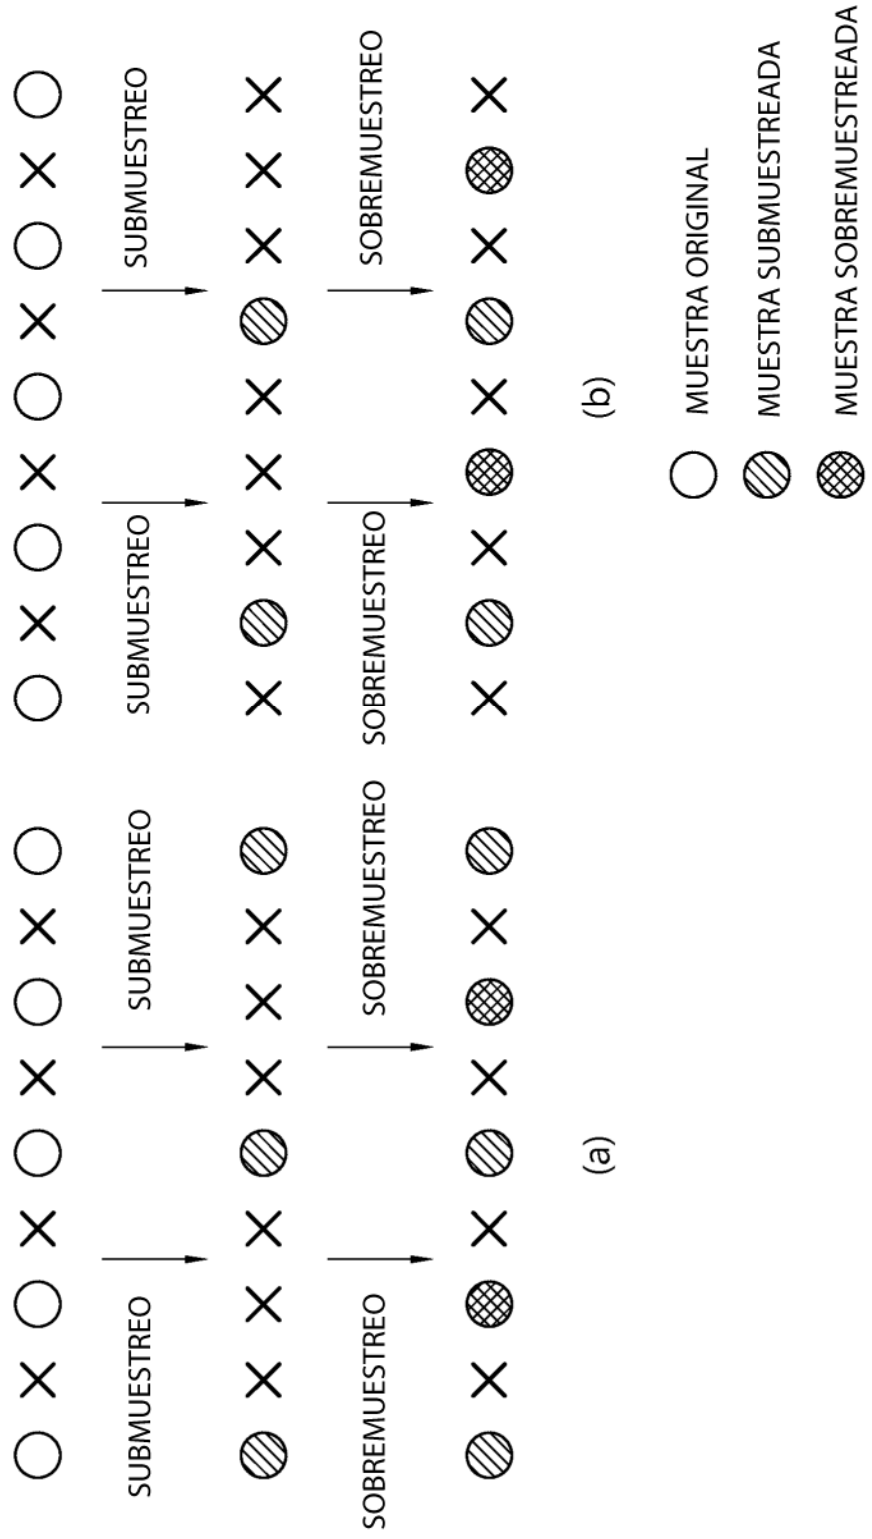 SUBMUESTREO
SUBMUESTREO
SUBMUESTREO
SUBMUESTREO
SOBREMUESTREO
SOBREMUESTREO
SOBREMUESTREO
SOBREMUESTREO
(a)
(b)
MUESTRA ORIGINAL
MUESTRA SUBMUESTREADA
MUESTRA SOBREMUESTREADA